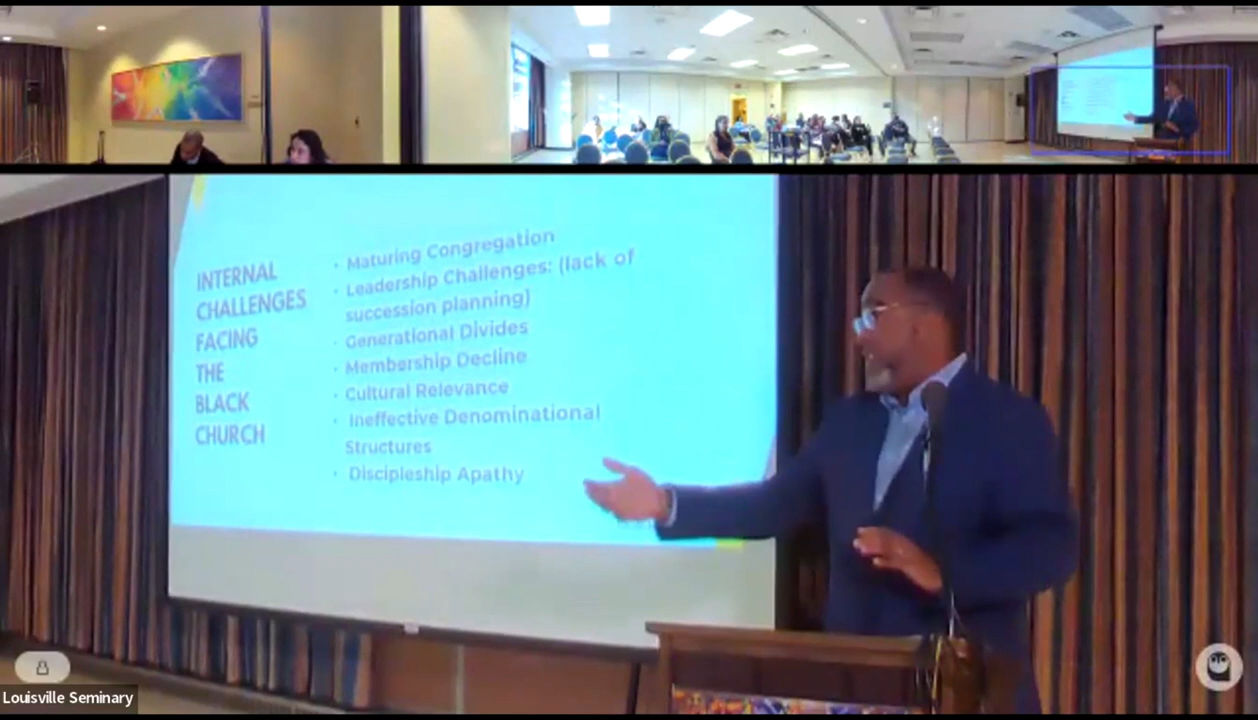 INTERNAL
CHALLENGES
FACING
THE
BLACK
CHURCH
• Maturing Congregation
• Leadership Challenges: (lack of
succession planning)
• Generational Divides
• Membership Decline
• Cultural Relevance
• Ineffective Denominational
Structures
• Discipleship Apathy
Louisville Seminary